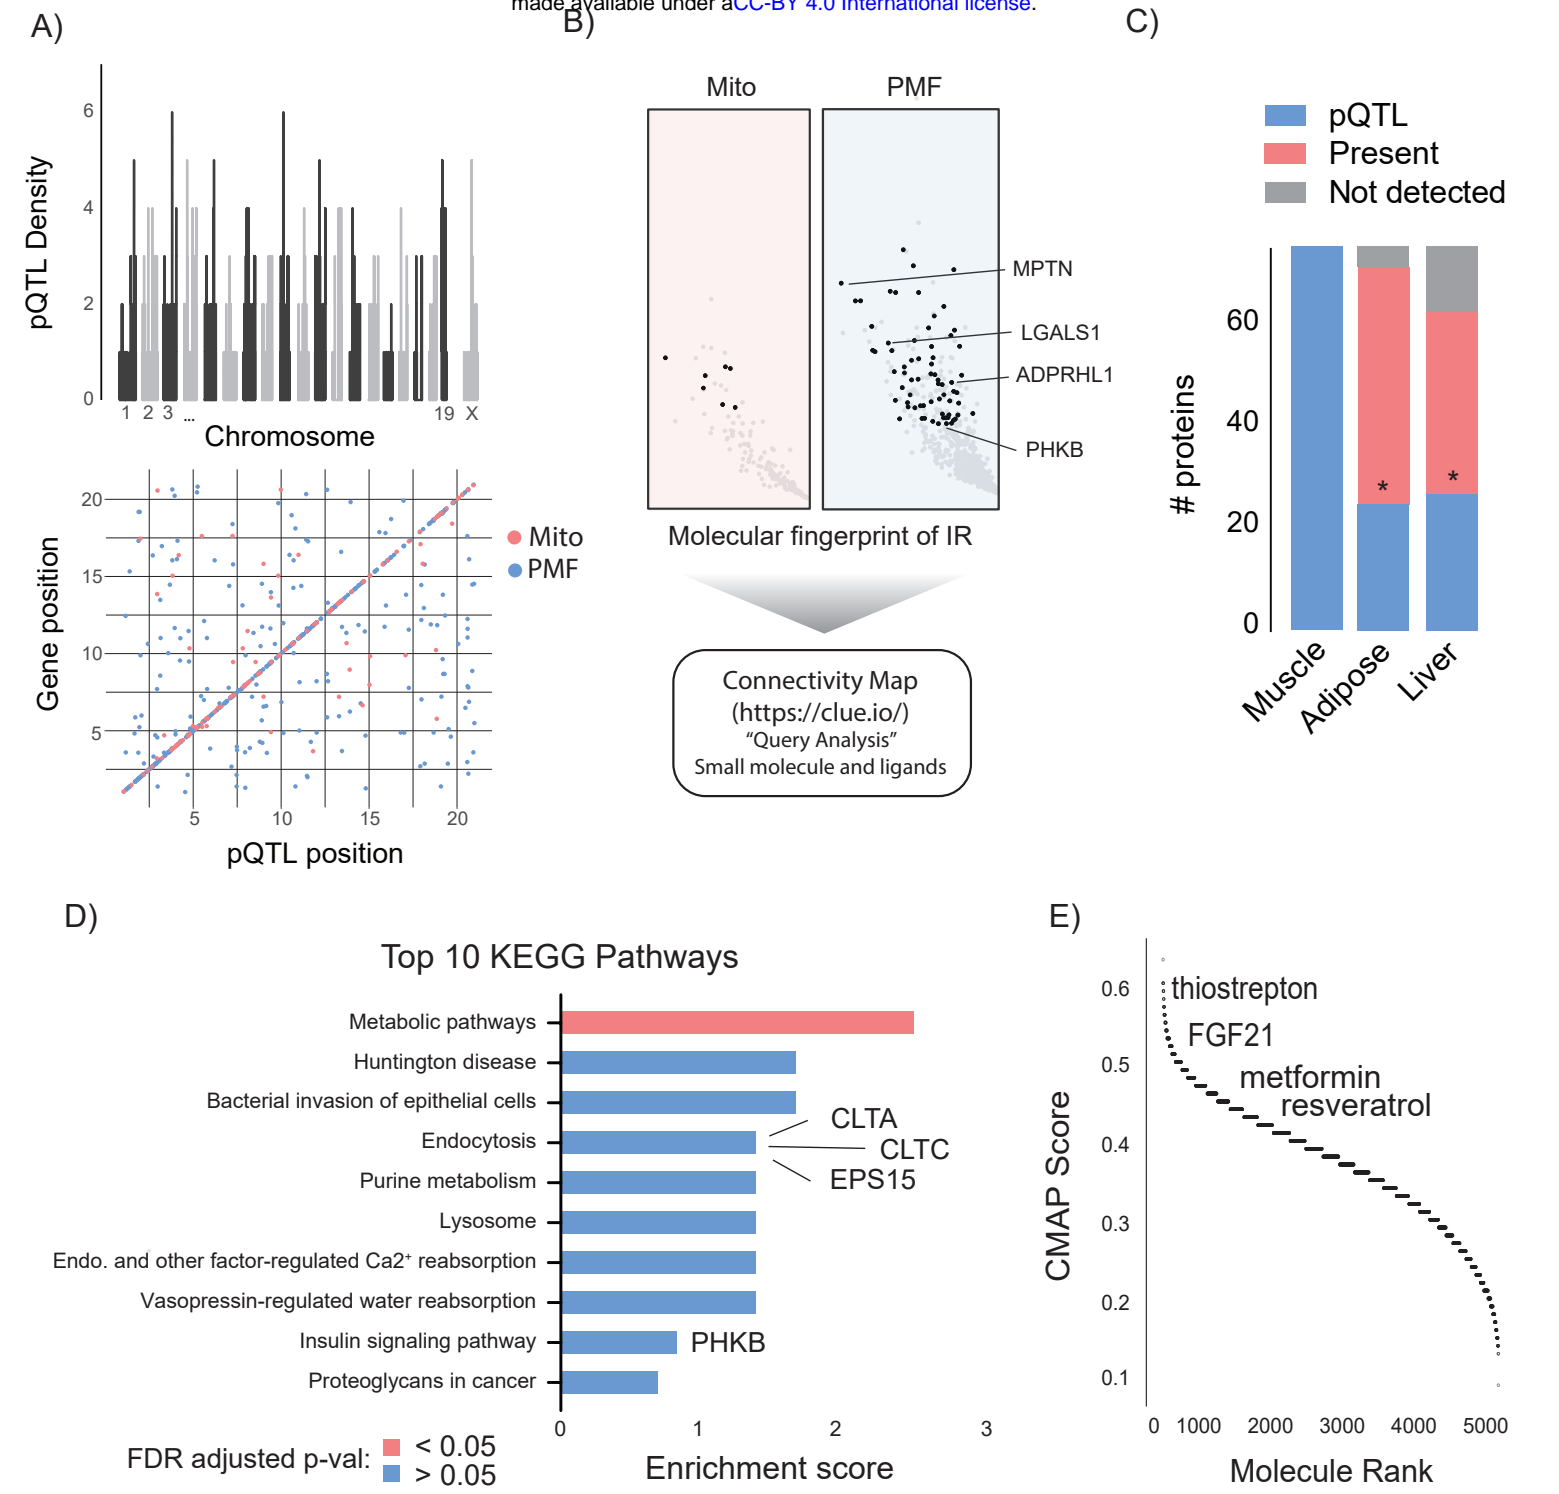 made available under aCC-BY 4.0 International license.
A)
6
4
2
0
pQTL Density
1 2 3 ... 19 X
Chromosome
20
15
10
5
Gene position
5 10 15 20
pQTL position
Mito
PMF
B)
Mito PMF
MPTN
LGALS1
ADPRHL1
PHKB
Molecular fingerprint of IR
Connectivity Map
(https://clue.io/)
“Query Analysis”
Small molecule and ligands
C)
pQTL
Present
Not detected
60
40
20
0
# proteins
* *
Muscle
Adipose
Liver
D)
Top 10 KEGG Pathways
Metabolic pathways
Huntington disease
Bacterial invasion of epithelial cells
Endocytosis
Purine metabolism
Lysosome
Endo. and other factor-regulated Ca2⁺ reabsorption
Vasopressin-regulated water reabsorption
Insulin signaling pathway
Proteoglycans in cancer
CLTA
CLTC
EPS15
PHKB
0 1 2 3
Enrichment score
FDR adjusted p-val:
< 0.05
> 0.05
E)
0.6
0.5
0.4
0.3
0.2
0.1
CMAP Score
thiostrepton
FGF21
metformin
resveratrol
0 1000 2000 3000 4000 5000
Molecule Rank